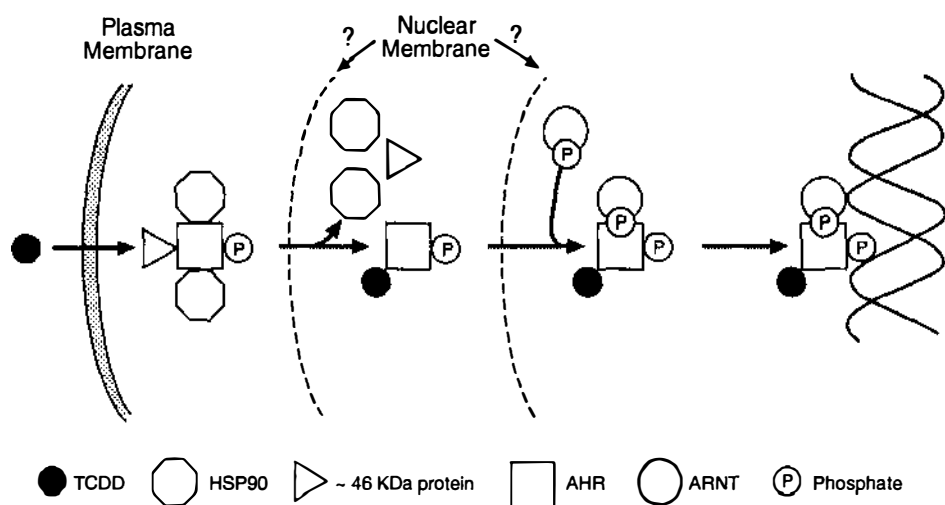 Plasma
Membrane
?
Nuclear
Membrane
?
P
P
P
P
P
P
P
TCDD
HSP90
~ 46 KDa protein
AHR
ARNT
P
Phosphate